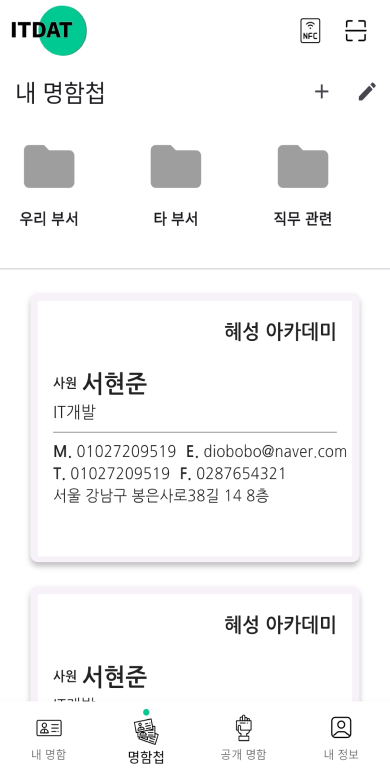 ITDAT
NFC
내 명함첩
우리 부서
타 부서
직무 관련
혜성 아카데미
사원 서현준
IT개발
M. 01027209519 E. diobobo@naver.com
T. 01027209519 F. 0287654321
서울 강남구 봉은사로38길 14 8층
혜성 아카데미
사원 서현준
IT개발
내 명함
명함첩
공개 명함
내 정보